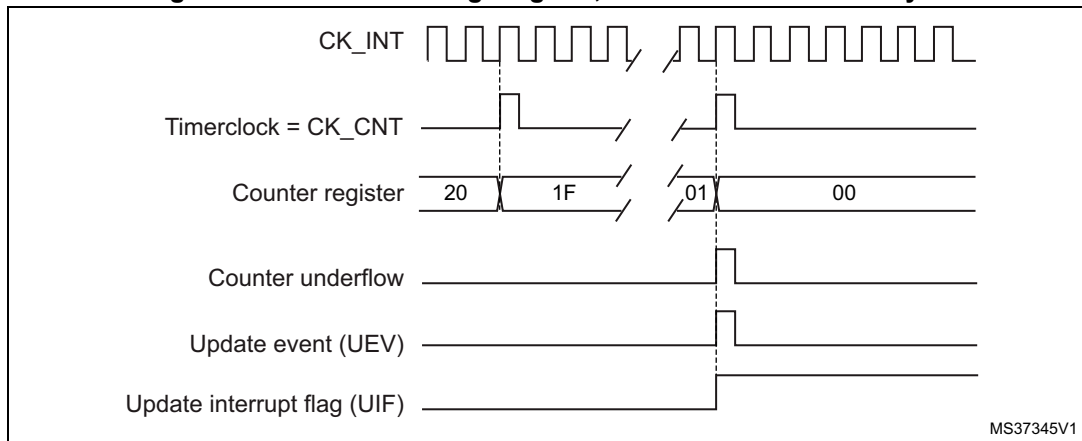 CK_INT
Timerclock = CK_CNT
Counter register
20 1F 01 00
Counter underflow
Update event (UEV)
Update interrupt flag (UIF)
MS37345V1